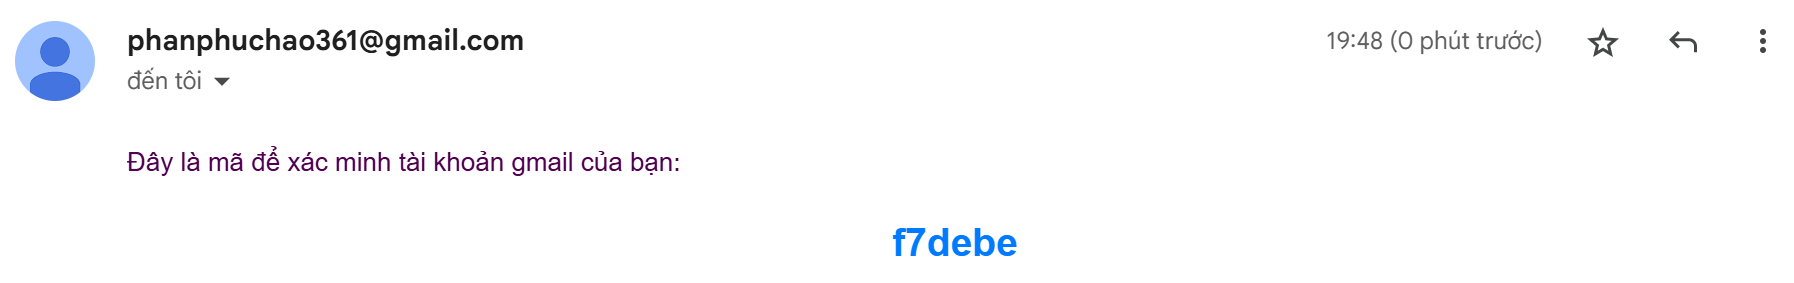 phanphuchao361@gmail.com
19:48 (0 phút trước)
đến tôi
Đây là mã để xác minh tài khoản gmail của bạn:
f7debe